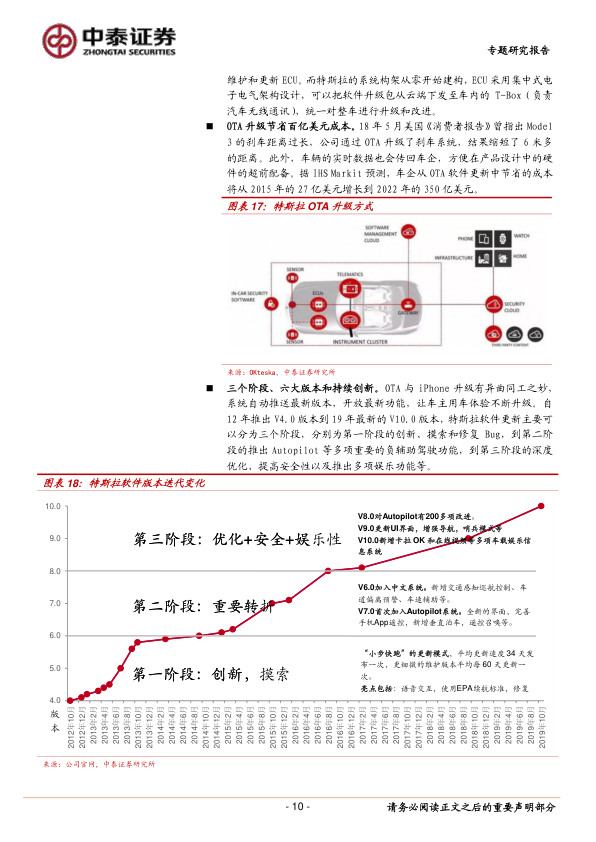 中泰证券
ZHONGTAI SECURITIES
专题研究报告
维护和更新 ECU。而特斯拉的系统构架从零开始建构，ECU 采用集中式电
子电气架构设计，可以把软件升级包从云端下发至车内的 T-Box（负责
汽车无线通讯），统一对整车进行升级和改进。
■ OTA 升级节省百亿美元成本。18 年 5 月美国《消费者报告》曾指出 Model
3 的刹车距离过长，公司通过 OTA 升级了刹车系统，结果缩短了 6 米多
的距离。此外，车辆的实时数据也会传回车企，方便在产品设计中的硬
件的超前配备。据 IHS Markit 预测，车企从 OTA 软件更新中节省的成本
将从 2015 年的 27 亿美元增长到 2022 年的 350 亿美元。
图表 17：特斯拉 OTA 升级方式
SOFTWARE
MANAGEMENT
CLOUD
PHONE
WATCH
INFRASTRUCTURE
HOME
SENSOR
TELEMATICS
ECUs
IN-CAR SECURITY
SOFTWARE
GATEWAY
SECURITY
CLOUD
SENSOR
INSTRUMENT CLUSTER
THIRD PARTY CONTENT
来源：OKteska，中泰证券研究所
■ 三个阶段、六大版本和持续创新。OTA 与 iPhone 升级有异曲同工之妙，
系统自动推送最新版本，开放最新功能，让车主用车体验不断升级。自
12 年推出 V4.0 版本到 19 年最新的 V10.0 版本，特斯拉软件更新主要可
以分为三个阶段，分别为第一阶段的创新、摸索和修复 Bug，到第二阶
段的推出 Autopilot 等多项重要的负辅助驾驶功能，到第三阶段的深度
优化、提高安全性以及推出多项娱乐功能等。
图表 18：特斯拉软件版本迭代变化
10.0
9.0
8.0
7.0
6.0
5.0
4.0
版
本
第三阶段：优化+安全+娱乐性
V8.0对Autopilot有200多项改进。
V9.0更新UI界面，增强导航，哨兵模式等
V10.0新增卡拉 OK 和在线视频等多项车载娱乐信
息系统
第二阶段：重要转折
V6.0加入中文系统。新增交通感知巡航控制、车
道偏离预警、车速辅助等。
V7.0首次加入Autopilot系统。全新的界面，完善
手机App遥控，新增垂直泊车，遥控召唤等。
第一阶段：创新，摸索
“小步快跑”的更新模式，平均更新速度 34 天发
布一次，更细微的维护版本平均每 60 天更新一
次。
亮点包括：语音交互，使用EPA续航标准，修复
2012年10月
2012年12月
2013年2月
2013年4月
2013年6月
2013年8月
2013年10月
2013年12月
2014年2月
2014年4月
2014年6月
2014年8月
2014年10月
2014年12月
2015年2月
2015年4月
2015年6月
2015年8月
2015年10月
2015年12月
2016年2月
2016年4月
2016年6月
2016年8月
2016年10月
2016年12月
2017年2月
2017年4月
2017年6月
2017年8月
2017年10月
2017年12月
2018年2月
2018年4月
2018年6月
2018年8月
2018年10月
2018年12月
2019年2月
2019年4月
2019年6月
2019年8月
2019年10月
来源：公司官网，中泰证券研究所
- 10 -
请务必阅读正文之后的重要声明部分